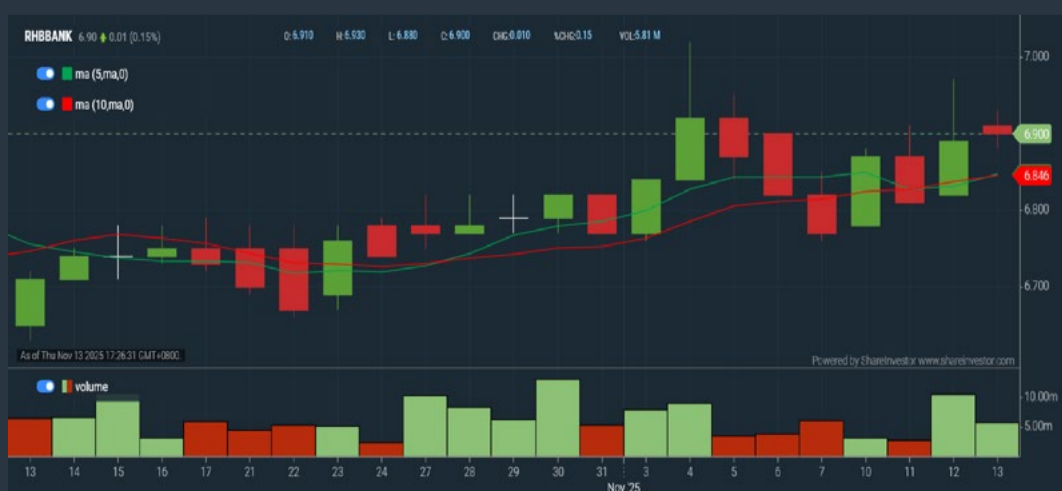 RHBBANK 6.90 0.01 (0.15%) O:6.910 H:6.930 L:6.880 C:6.900 CHG:0.010 %CHG:0.15 VOL:5.81 M
7.000
ma (5,ma,0)
ma (10,ma,0)
6.900
6.846
6.800
6.700
As of Thu Nov 13 2025 17:26:31 GMT+0800.
Powered by ShareInvestor www.shareinvestor.com
volume
10.00m
5.00m
13 14 15 16 17 21 22 23 24 27 28 29 30 31 3 4 5 6 7 10 11 12 13
Nov '25